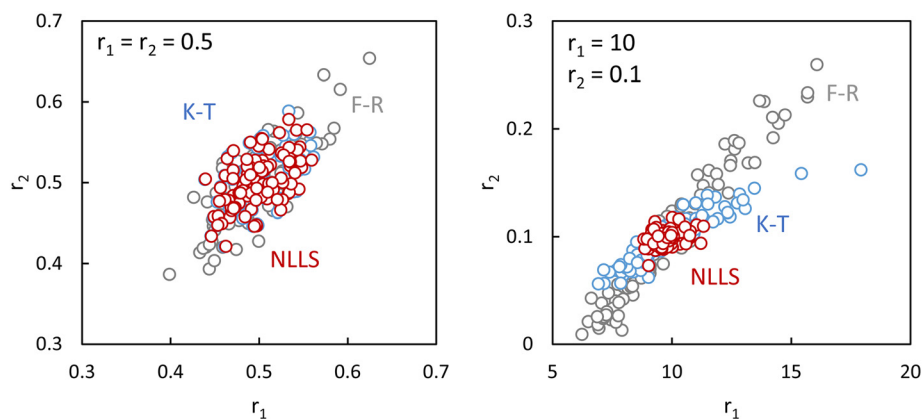 r1 = r2 = 0.5
K-T
F-R
NLLS
0.7
0.6
0.5
0.4
0.3
r2
0.3
0.4
0.5
0.6
0.7
r1
r1 = 10
r2 = 0.1
F-R
K-T
NLLS
0.3
0.2
0.1
0
r2
5
10
15
20
r1